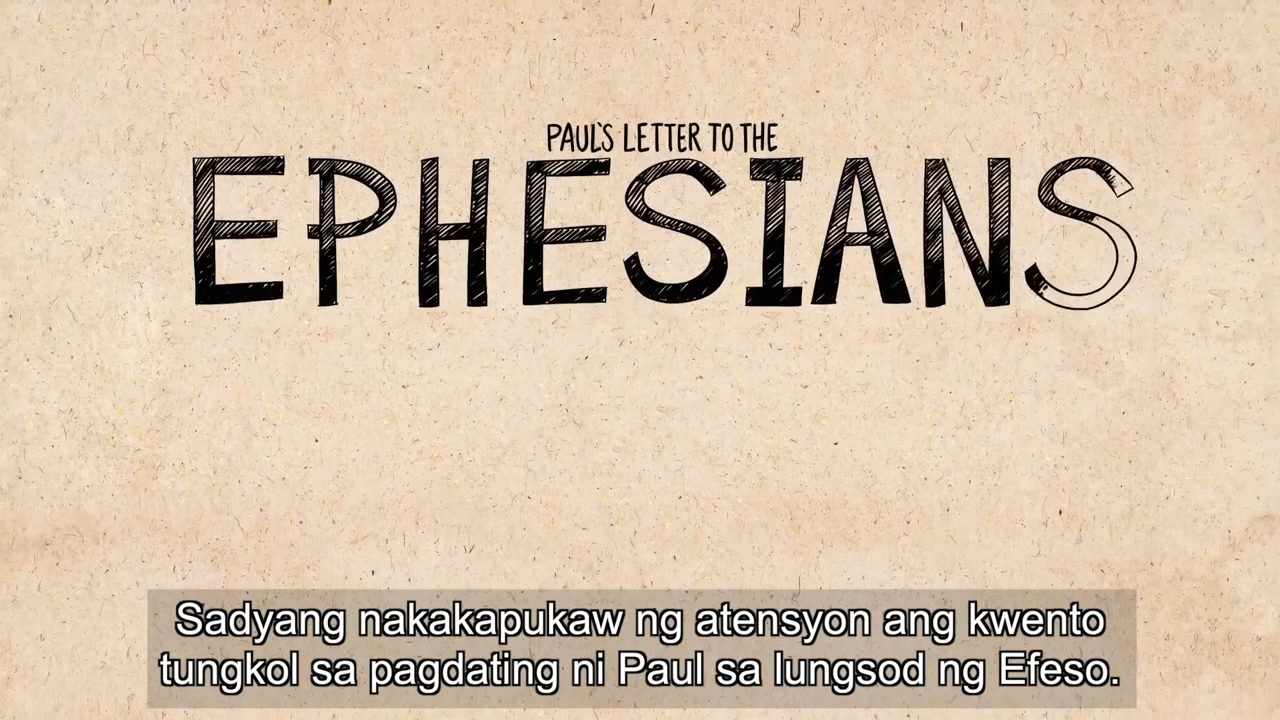 PAUL'S LETTER TO THE
EPHESIANS
Sadyang nakakapukaw ng atensyon ang kwento
tungkol sa pagdating ni Paul sa lungsod ng Efeso.